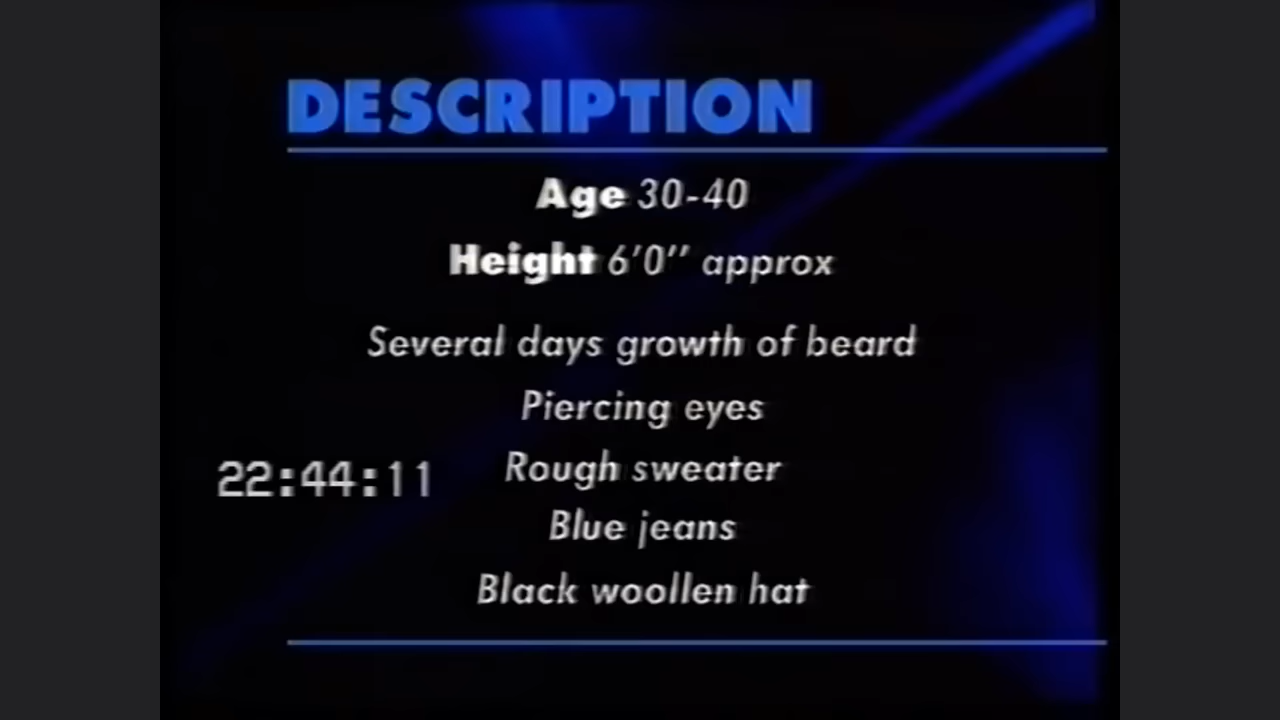 DESCRIPTION
Age 30-40
Height 6'0'' approx
Several days growth of beard
Piercing eyes
Rough sweater
22:44:11
Blue jeans
Black woollen hat